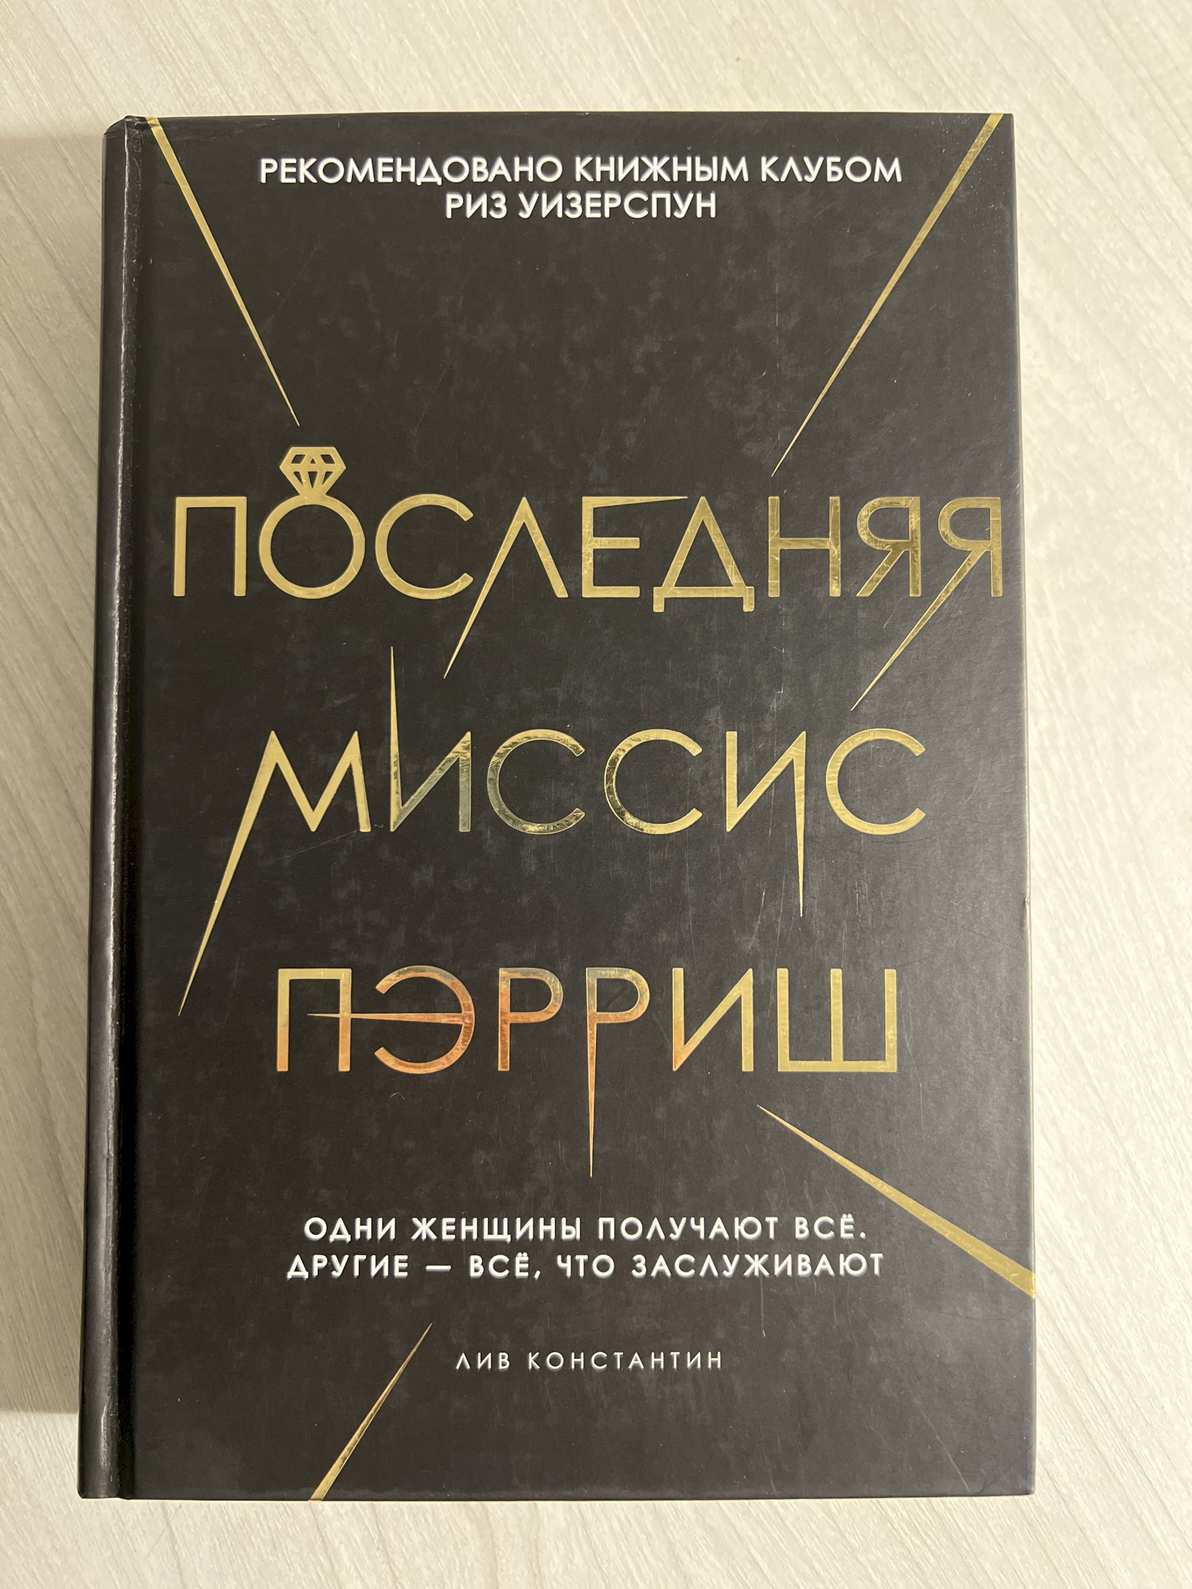 РЕКОМЕНДОВАНО КНИЖНЫМ КЛУБОМ
РИЗ УИЗЕРСПУН
ПОСЛЕДНЯЯ
МИССИС
ПЭРРИШ
ОДНИ ЖЕНЩИНЫ ПОЛУЧАЮТ ВСЁ.
ДРУГИЕ — ВСЁ, ЧТО ЗАСЛУЖИВАЮТ
ЛИВ КОНСТАНТИН